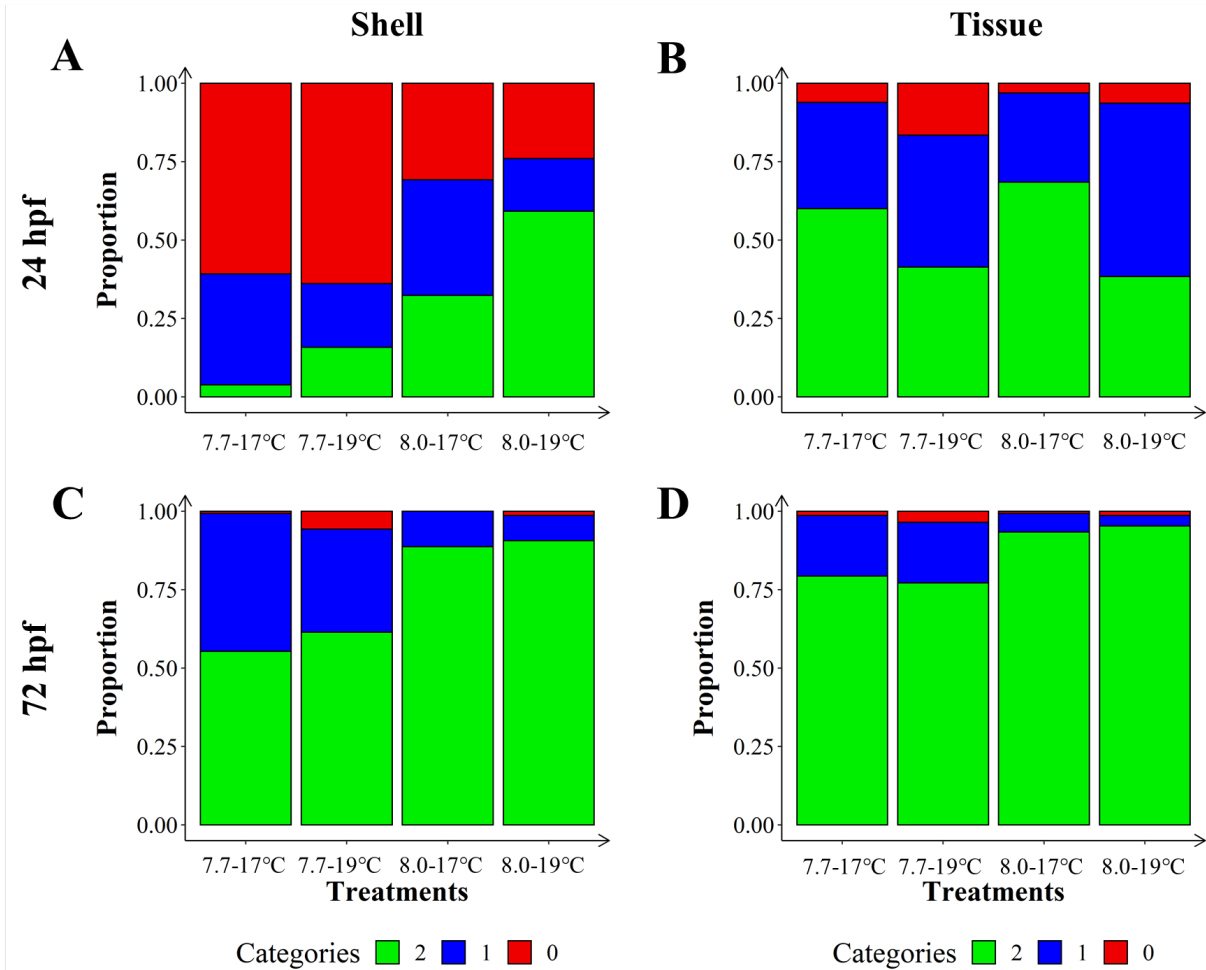 Shell
Tissue
A
B
24 hpf
Proportion
1.00
0.75
0.50
0.25
0.00
7.7-17°C 7.7-19°C 8.0-17°C 8.0-19°C
Proportion
1.00
0.75
0.50
0.25
0.00
7.7-17°C 7.7-19°C 8.0-17°C 8.0-19°C
C
D
72 hpf
Proportion
1.00
0.75
0.50
0.25
0.00
7.7-17°C 7.7-19°C 8.0-17°C 8.0-19°C
Treatments
Proportion
1.00
0.75
0.50
0.25
0.00
7.7-17°C 7.7-19°C 8.0-17°C 8.0-19°C
Treatments
Categories 2 1 0
Categories 2 1 0